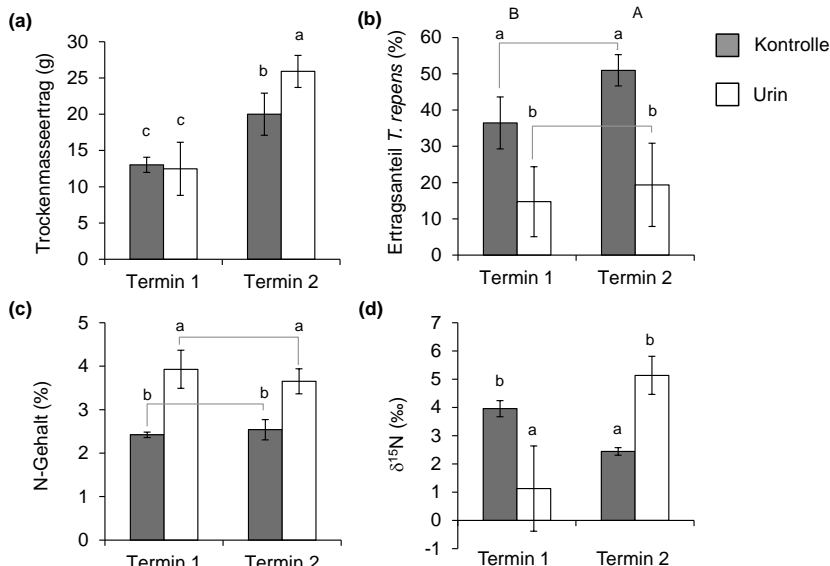 (a)
Trockenmasseertrag (g)
30
25
20
15
10
5
0
c c b a
Termin 1 Termin 2
(b)
B A
Ertragsanteil T. repens (%)
60
50
40
30
20
10
0
a b a b
Termin 1 Termin 2
Kontrolle
Urin
(c)
N-Gehalt (%)
5
4
3
2
1
0
b a b a
Termin 1 Termin 2
(d)
δ¹⁵N (‰)
7
6
5
4
3
2
1
0
-1
b a a b
Termin 1 Termin 2